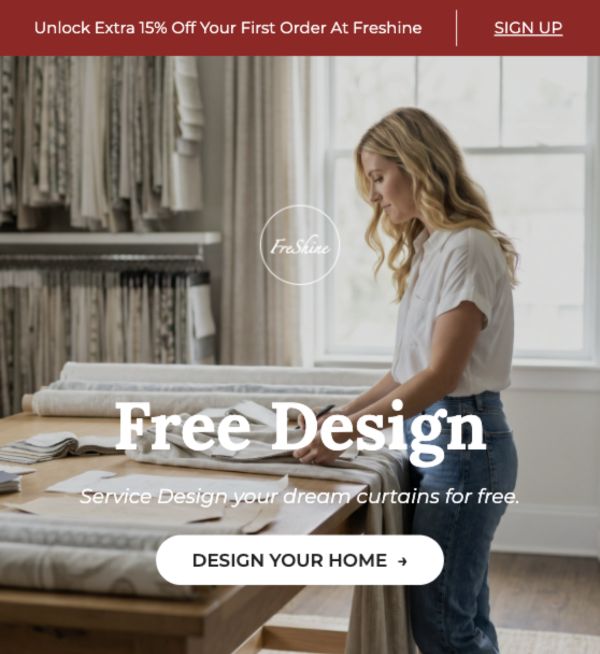 Unlock Extra 15% Off Your First Order At Freshine
SIGN UP
FreShine
Free Design
Service Design your dream curtains for free.
DESIGN YOUR HOME →